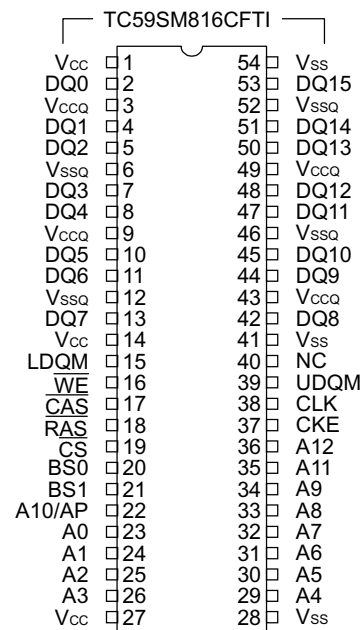 TC59SM816CFTI
VCC 1 54 VSS
DQ0 2 53 DQ15
VCCQ 3 52 VSSQ
DQ1 4 51 DQ14
DQ2 5 50 DQ13
VSSQ 6 49 VCCQ
DQ3 7 48 DQ12
DQ4 8 47 DQ11
VCCQ 9 46 VSSQ
DQ5 10 45 DQ10
DQ6 11 44 DQ9
VSSQ 12 43 VCCQ
DQ7 13 42 DQ8
VCC 14 41 VSS
LDQM 15 40 NC
W̅E̅ 16 39 UDQM
C̅A̅S̅ 17 38 CLK
R̅A̅S̅ 18 37 CKE
C̅S̅ 19 36 A12
BS0 20 35 A11
BS1 21 34 A9
A10/AP 22 33 A8
A0 23 32 A7
A1 24 31 A6
A2 25 30 A5
A3 26 29 A4
VCC 27 28 VSS